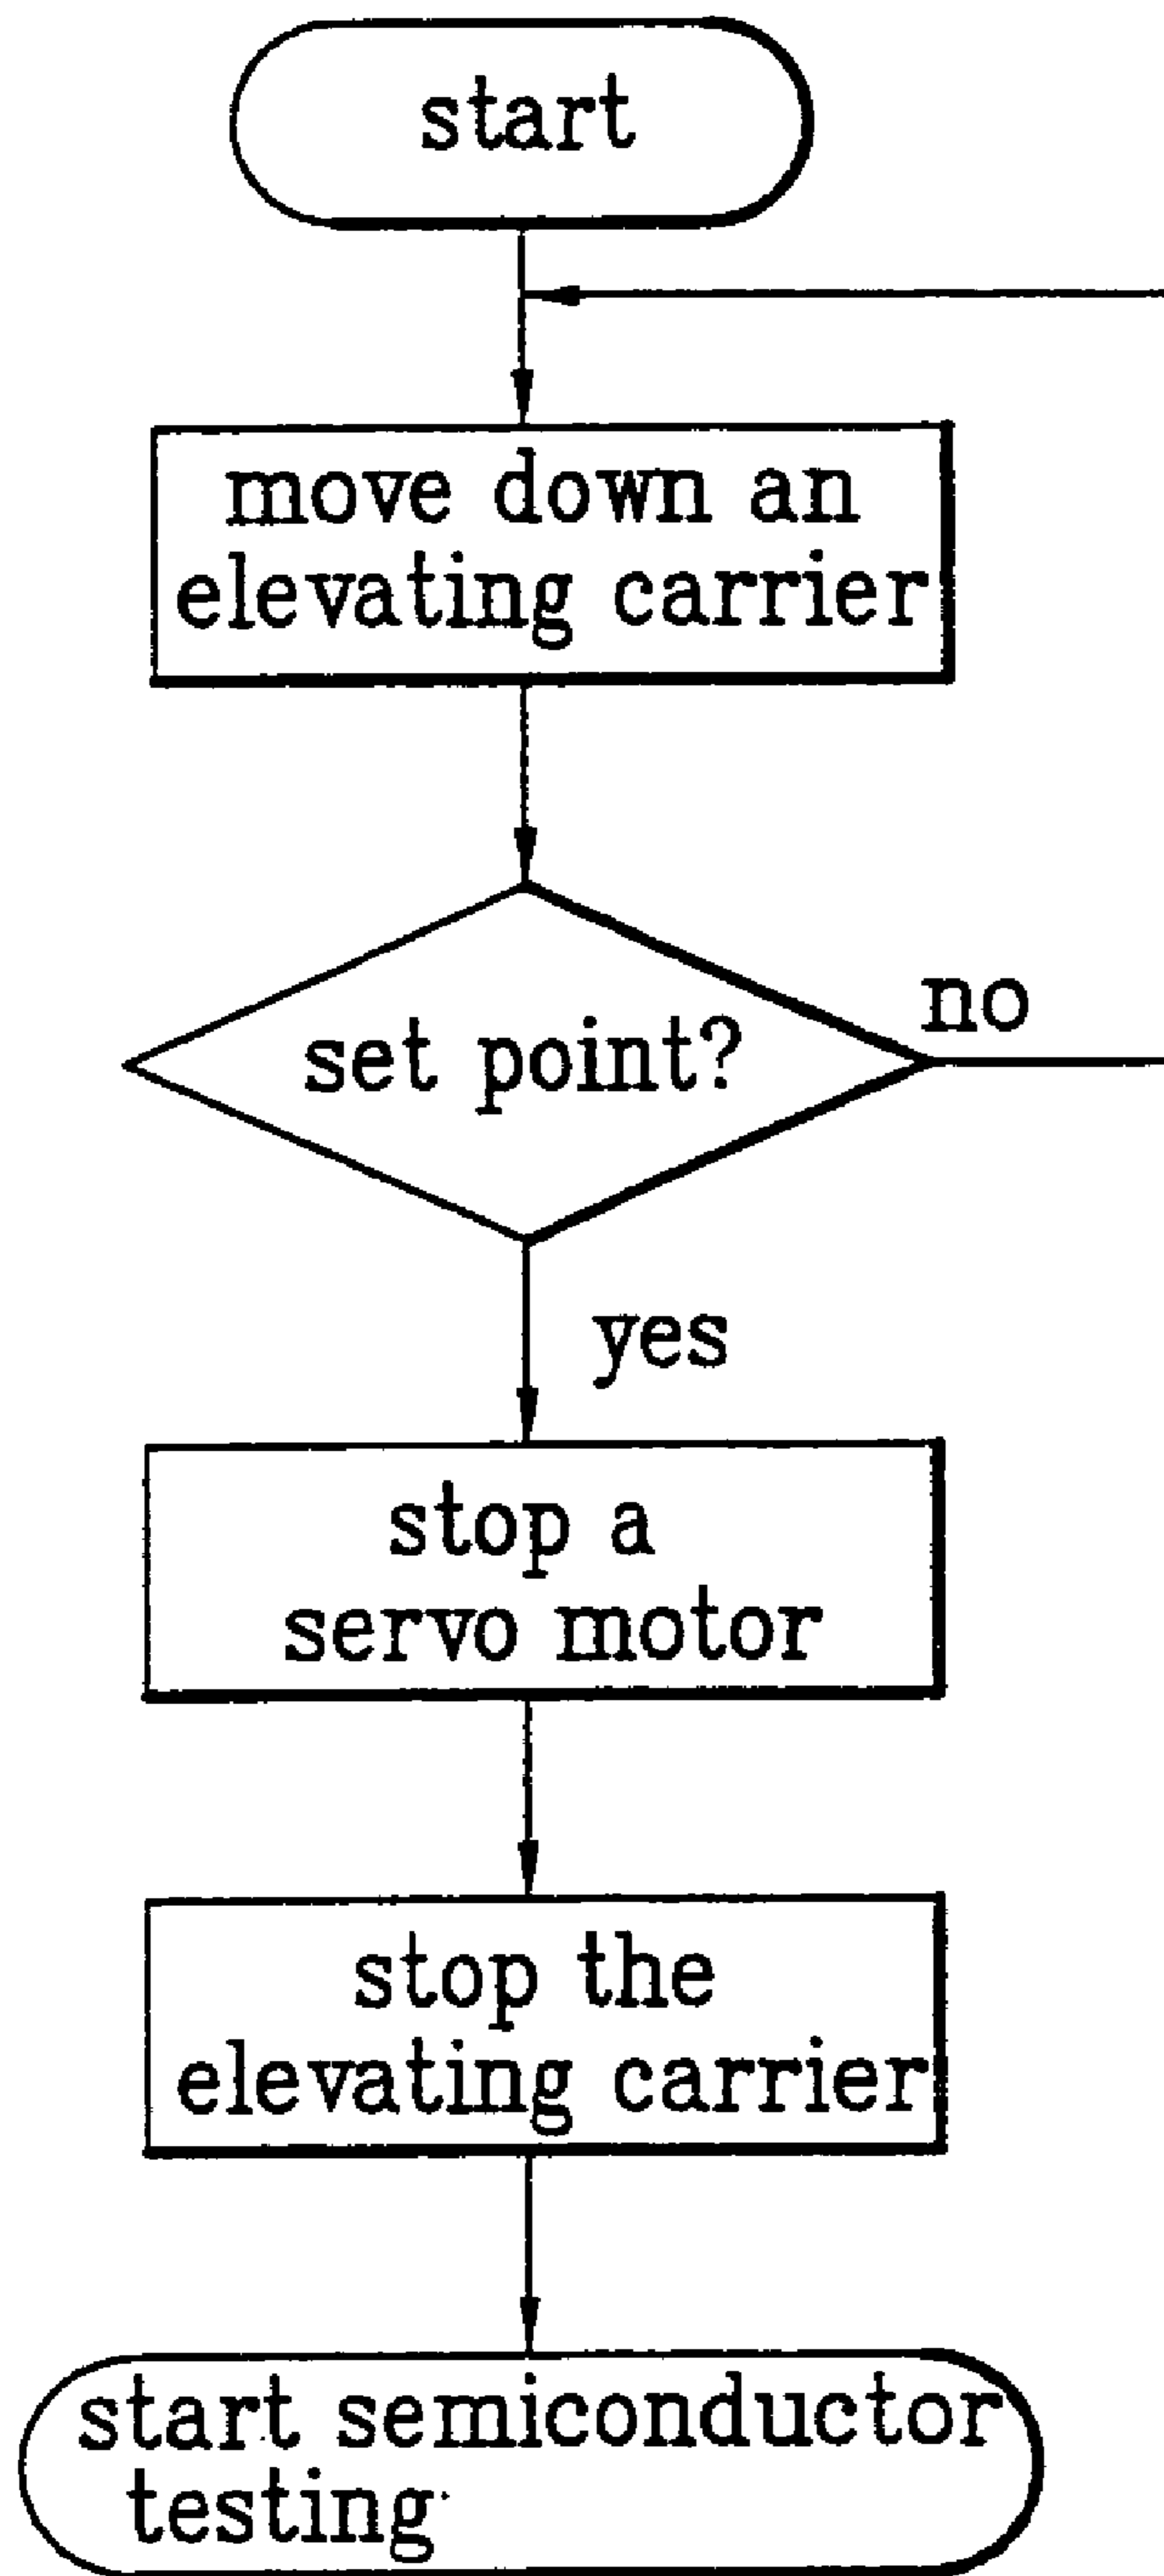 start
move down an
elevating carrier
set point?
no
yes
stop a
servo motor
stop the
elevating carrier
start semiconductor
testing